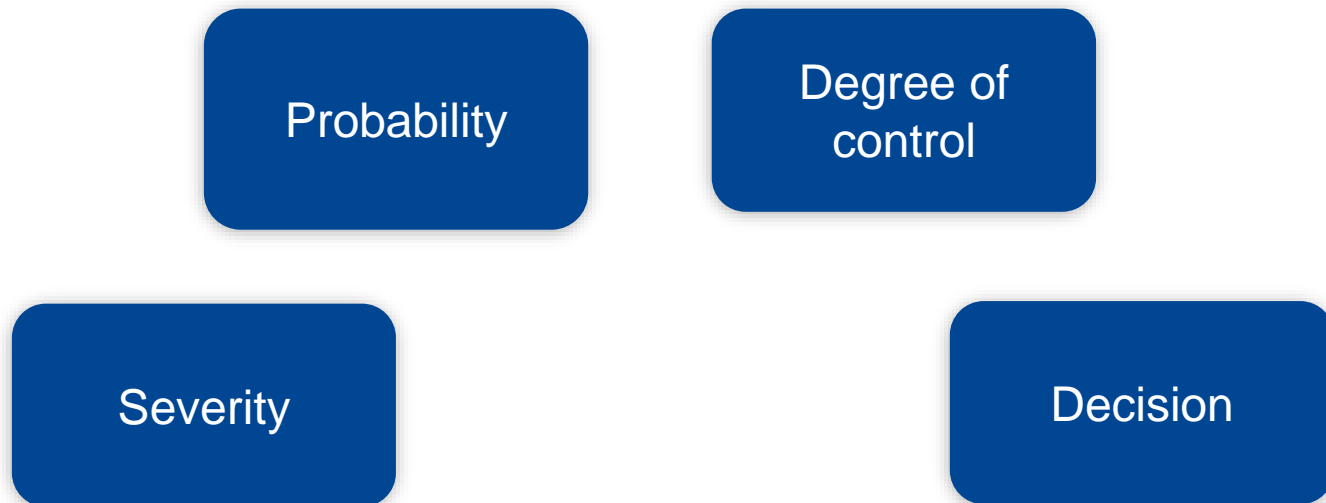 Probability
Degree of
control
Severity
Decision